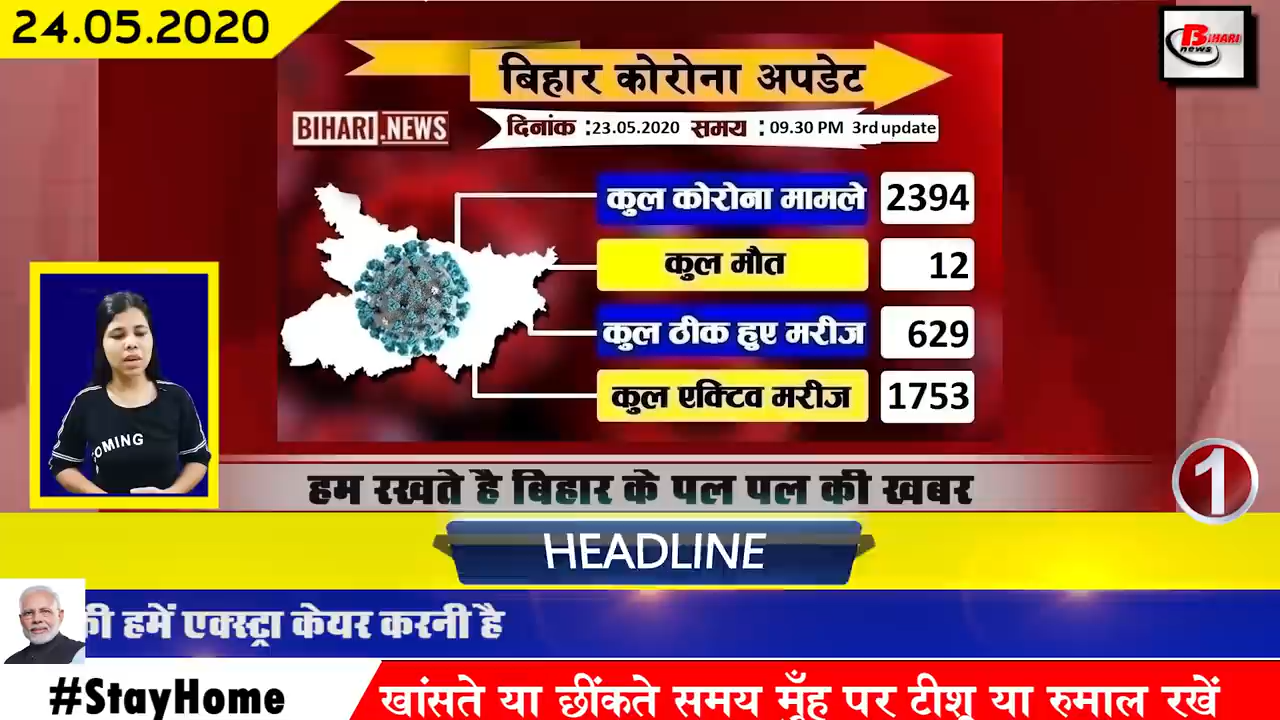 24.05.2020
BIHARI news
बिहार कोरोना अपडेट
BIHARI.NEWS
दिनांक :23.05.2020 समय : 09.30 PM 3rd update
कुल कोरोना मामले 2394
कुल मौत 12
कुल ठीक हुए मरीज 629
कुल एक्टिव मरीज 1753
COMING
हम रखते है बिहार के पल पल की खबर
1
HEADLINE
की हमें एक्स्ट्रा केयर करनी है
#StayHome
खांसते या छींकते समय मुँह पर टीशू या रुमाल रखें